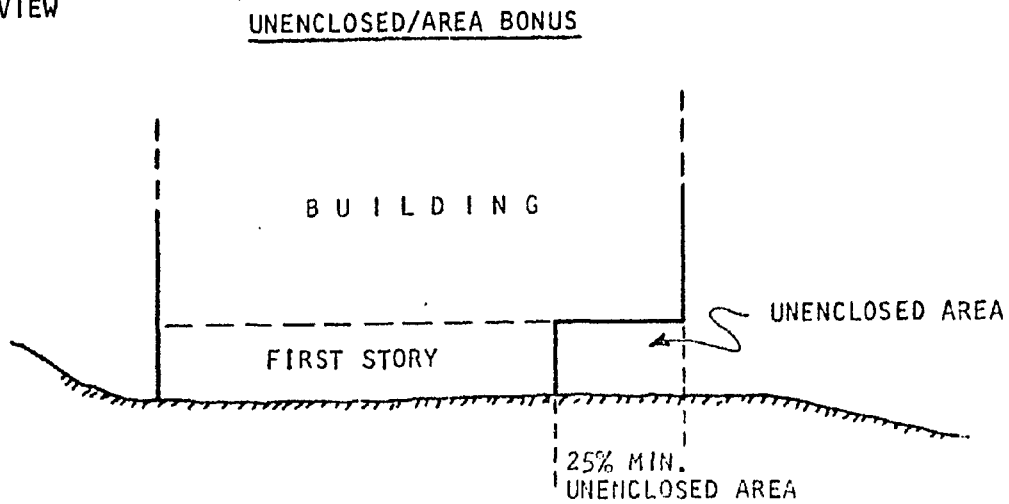 VIEW
UNENCLOSED/AREA BONUS
BUILDING
UNENCLOSED AREA
FIRST STORY
25% MIN.
UNENCLOSED AREA